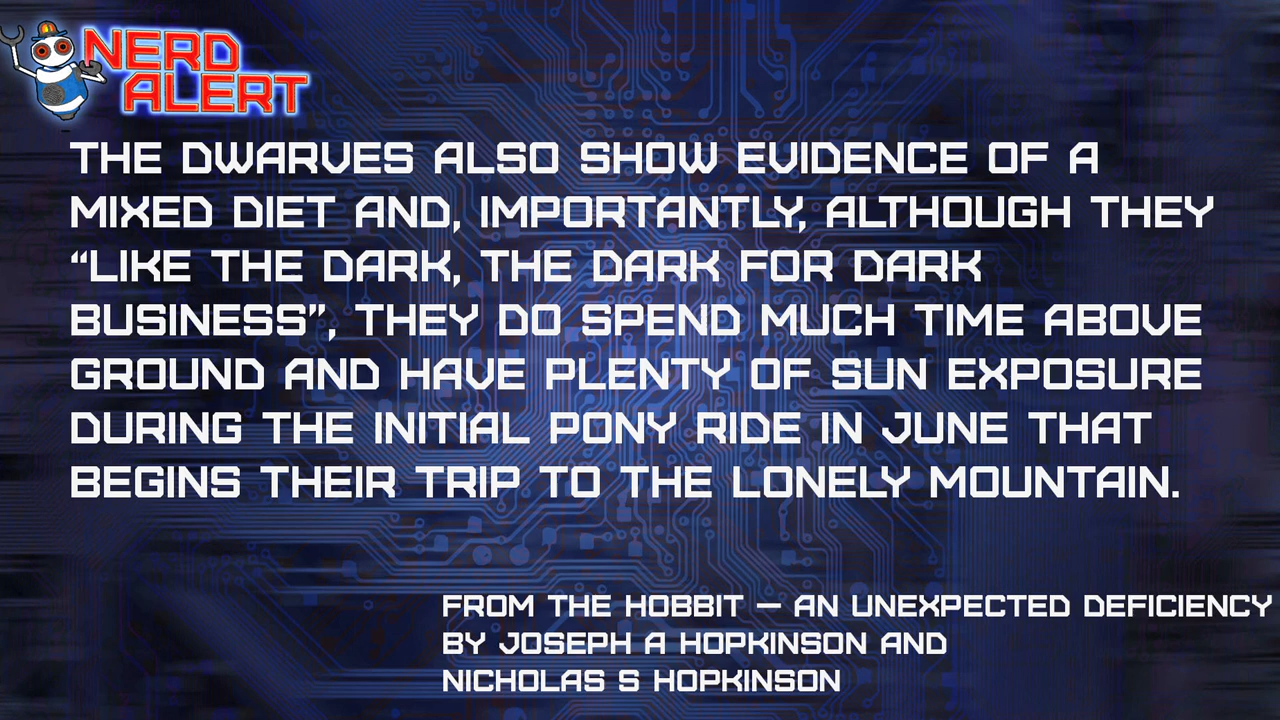 NERD
ALERT
THE DWARVES ALSO SHOW EVIDENCE OF A
MIXED DIET AND, IMPORTANTLY, ALTHOUGH THEY
“LIKE THE DARK, THE DARK FOR DARK
BUSINESS”, THEY DO SPEND MUCH TIME ABOVE
GROUND AND HAVE PLENTY OF SUN EXPOSURE
DURING THE INITIAL PONY RIDE IN JUNE THAT
BEGINS THEIR TRIP TO THE LONELY MOUNTAIN.
FROM THE HOBBIT — AN UNEXPECTED DEFICIENCY
BY JOSEPH A HOPKINSON AND
NICHOLAS S HOPKINSON